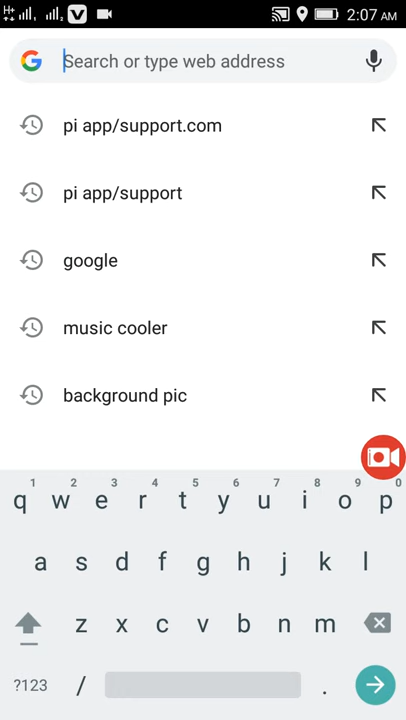 H+ 2:07 AM
Search or type web address
pi app/support.com
pi app/support
google
music cooler
background pic
1 2 3 4 5 6 7 8 9 0
q w e r t y u i o p
a s d f g h j k l
z x c v b n m
?123 / .